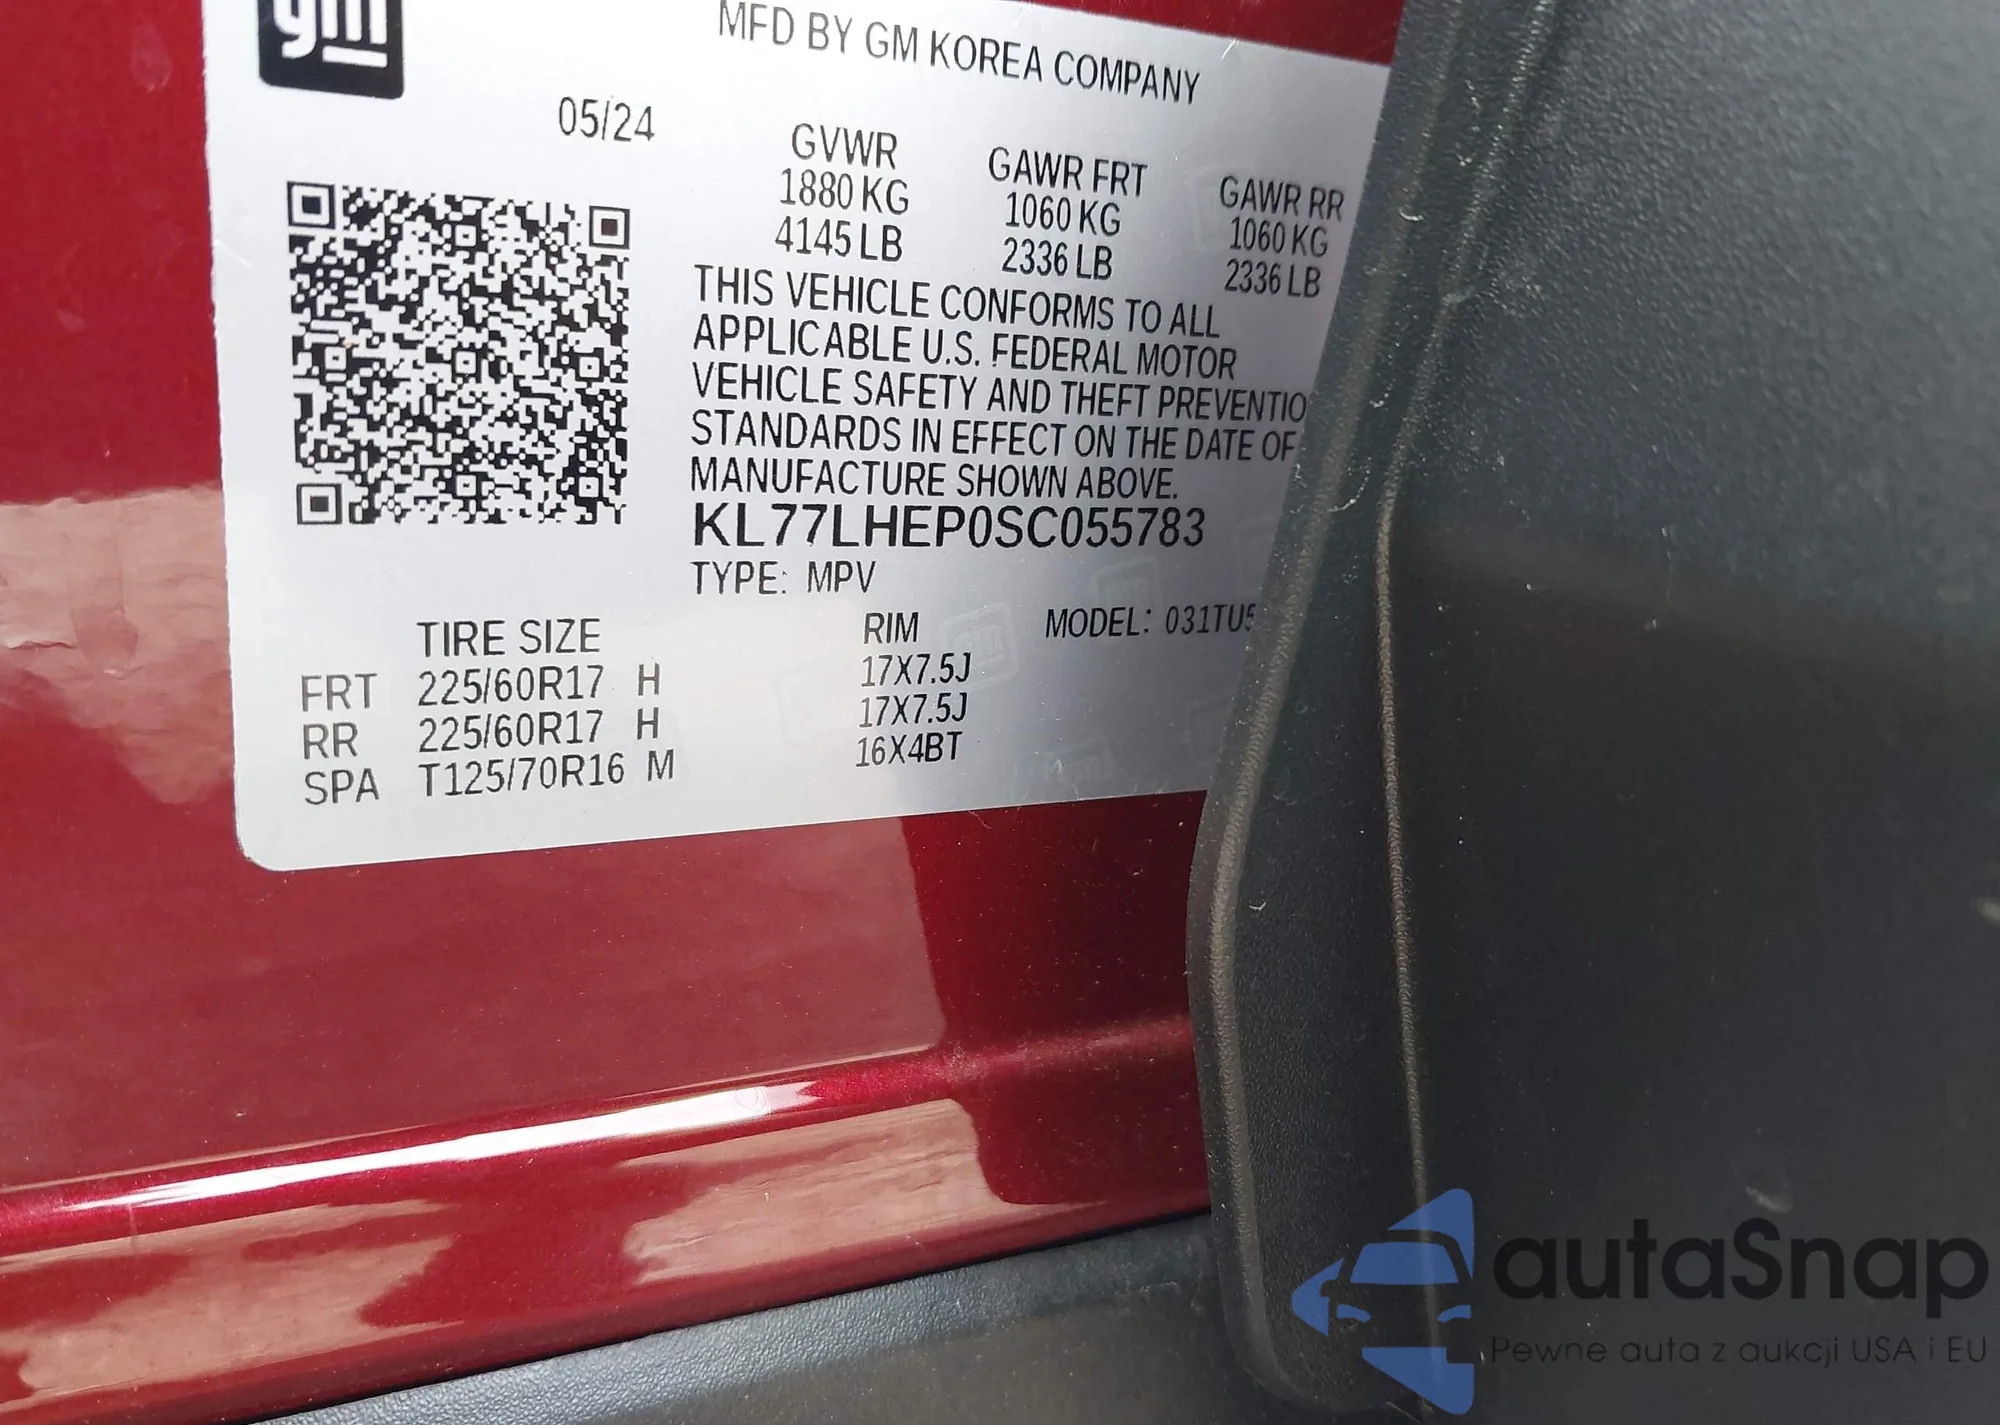 gm
MFD BY GM KOREA COMPANY
05/24
GVWR GAWR FRT GAWR RR
1880 KG 1060 KG 1060 KG
4145 LB 2336 LB 2336 LB
THIS VEHICLE CONFORMS TO ALL
APPLICABLE U.S. FEDERAL MOTOR
VEHICLE SAFETY AND THEFT PREVENTIO
STANDARDS IN EFFECT ON THE DATE OF
MANUFACTURE SHOWN ABOVE.
KL77LHEP0SC055783
TYPE: MPV
TIRE SIZE RIM MODEL: 031TU5
FRT 225/60R17 H 17X7.5J
RR 225/60R17 H 17X7.5J
SPA T125/70R16 M 16X4BT
autaSnap
Pewne auta z aukcji USA i EU